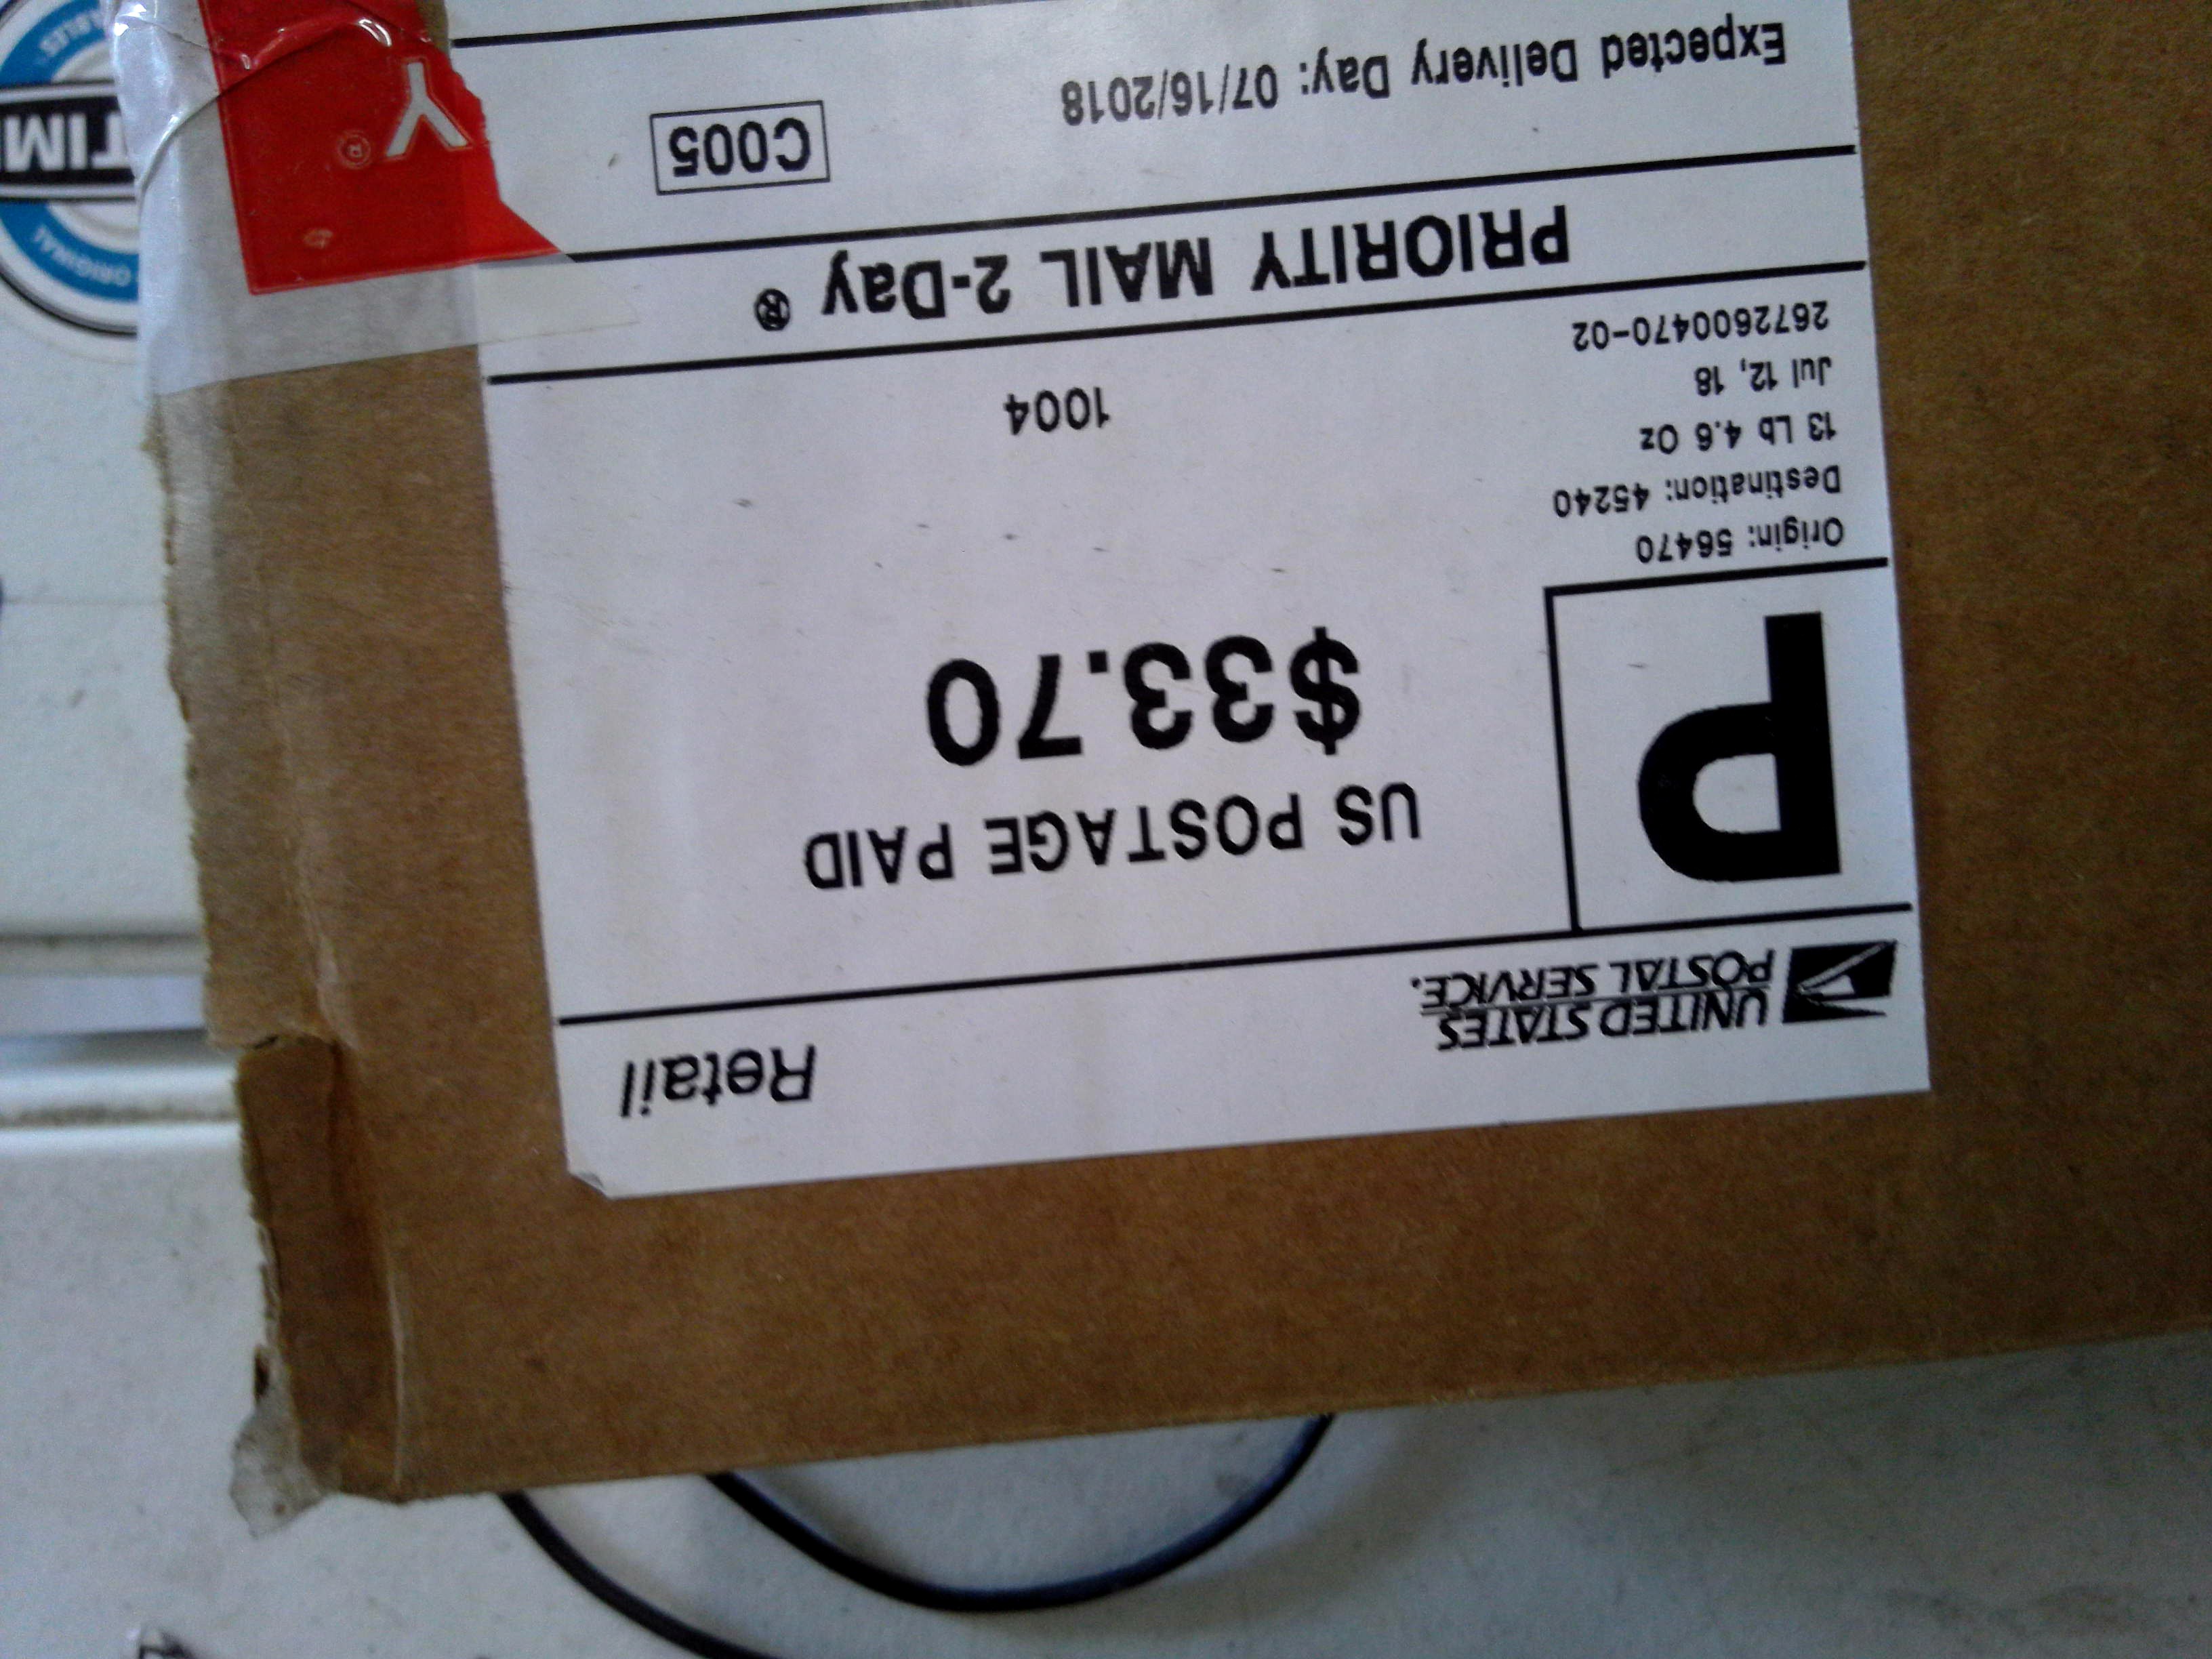 UNITED STATES
POSTAL SERVICE.
Retail
P
US POSTAGE PAID
$33.70
Origin: 56470
Destination: 45240
13 Lb 4.6 Oz
Jul 12, 18
2672600470-02
1004
PRIORITY MAIL 2-Day ®
Expected Delivery Day: 07/16/2018
C005
Y
®
ORIGINAL